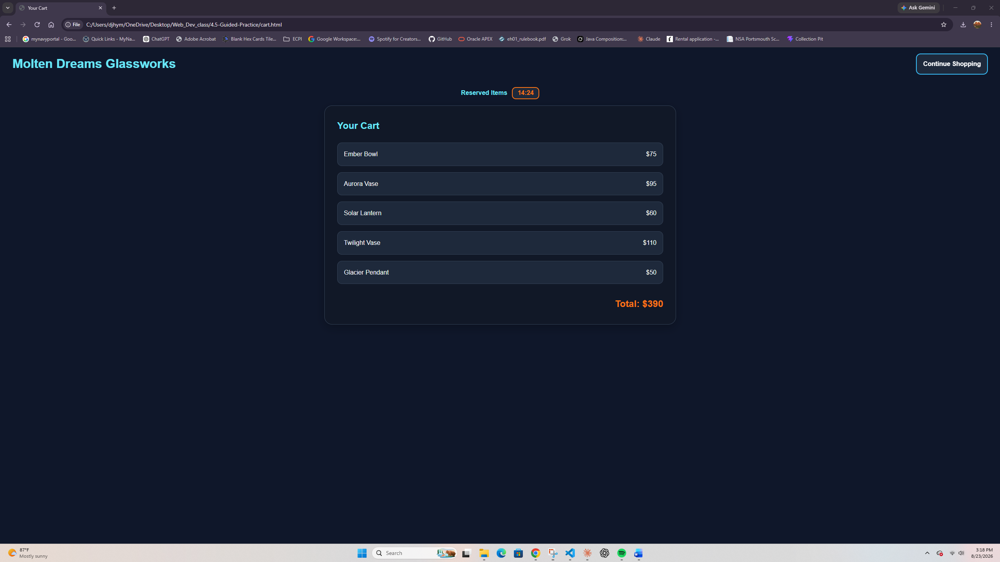 Your Cart
Ask Gemini
File
C:/Users/djhym/OneDrive/Desktop/Web_Dev_class/4.5-Guided-Practice/cart.html
mynavyportal - Goo...
Quick Links - MyNa...
ChatGPT
Adobe Acrobat
Blank Hex Cards Tile...
ECPI
Google Workspace:...
Spotify for Creators...
GitHub
Oracle APEX
eh01_rulebook.pdf
Grok
Java Composition:...
Claude
Rental application -...
NSA Portsmouth Sc...
Collection Pit
Molten Dreams Glassworks
Continue Shopping
Reserved Items 14:24
Your Cart
Ember Bowl $75
Aurora Vase $95
Solar Lantern $60
Twilight Vase $110
Glacier Pendant $50
Total: $390
87°F
Mostly sunny
Search
3:18 PM
8/23/2026